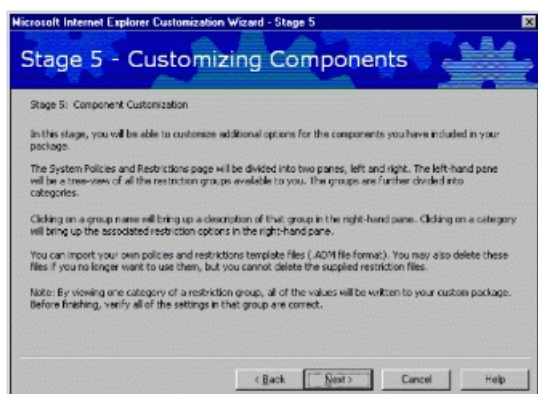 Microsoft Internet Explorer Customization Wizard - Stage 5
Stage 5 - Customizing Components
Stage 5: Component Customization
In this stage, you will be able to customize additional options for the components you have included in your
package.
The System Policies and Restrictions page will be divided into two panes, left and right. The left-hand pane
will be a tree-view of all the restriction groups available to you. The groups are further divided into
categories.
Clicking on a group name will bring up a description of that group in the right-hand pane. Clicking on a category
will bring up the associated restriction options in the right-hand pane.
You can import your own policies and restrictions template files (.ADM file format). You may also delete these
files if you no longer want to use them, but you cannot delete the supplied restriction files.
Note: By viewing one category of a restriction group, all of the values will be written to your custom package.
Before finishing, verify all of the settings in that group are correct.
< Back Next > Cancel Help